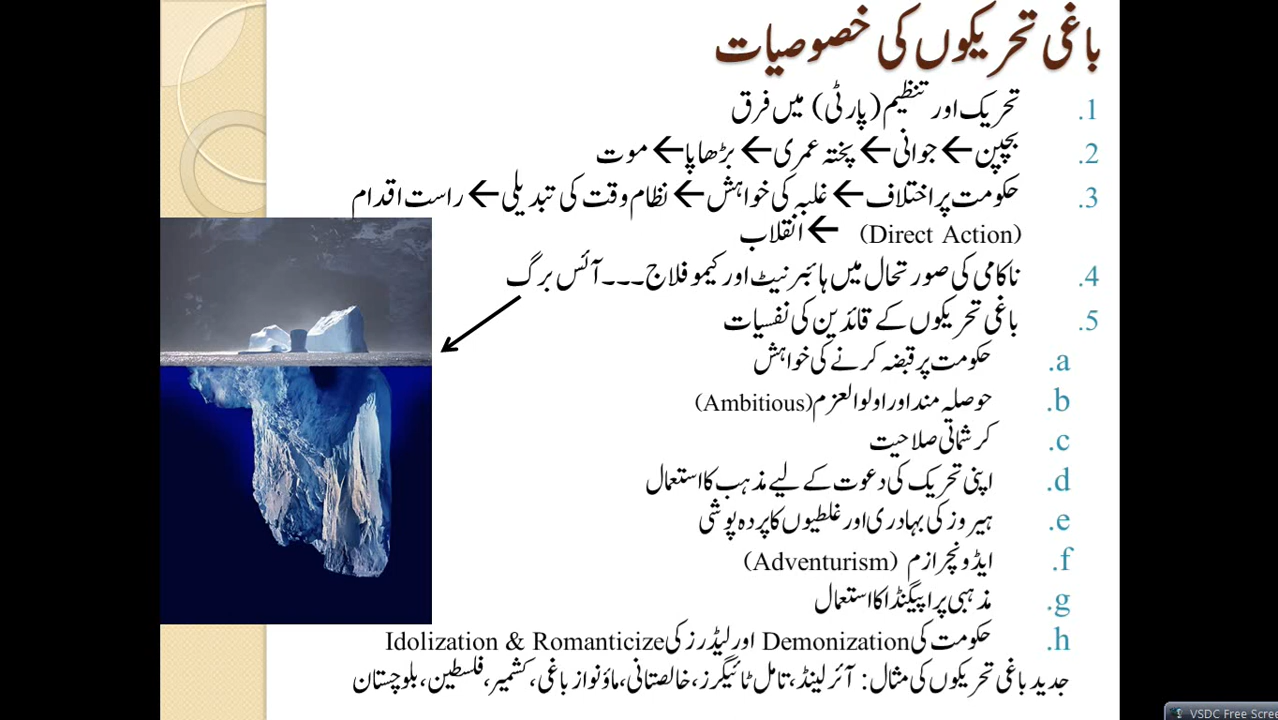 باغی تحریکوں کی خصوصیات
1. تحریک اور تنظیم (پارٹی) میں فرق
2. بچپن ← جوانی ← پختہ عمری ← بڑھاپا ← موت
3. حکومت پر اختلاف ← غلبہ کی خواہش ← نظام وقت کی تبدیلی ← راست اقدام
(Direct Action) ← انقلاب
4. ناکامی کی صورتحال میں ہائبر نیٹ اور کیموفلاج۔۔۔آئس برگ
5. باغی تحریکوں کے قائدین کی نفسیات
a. حکومت پر قبضہ کرنے کی خواہش
b. حوصلہ مند اور اولوالعزم (Ambitious)
c. کرشماتی صلاحیت
d. اپنی تحریک کی دعوت کے لیے مذہب کا استعمال
e. ہیروز کی بہادری اور غلطیوں کا پردہ پوشی
f. ایڈونچرازم (Adventurism)
g. مذہبی پراپیگنڈا کا استعمال
h. حکومت کی Demonization اور لیڈرز کی Idolization & Romanticize
جدید باغی تحریکوں کی مثال: آئرلینڈ، تامل ٹائیگرز، خالصتانی، ماؤنواز باغی، کشمیر، فلسطین، بلوچستان
VSDC Free Scree